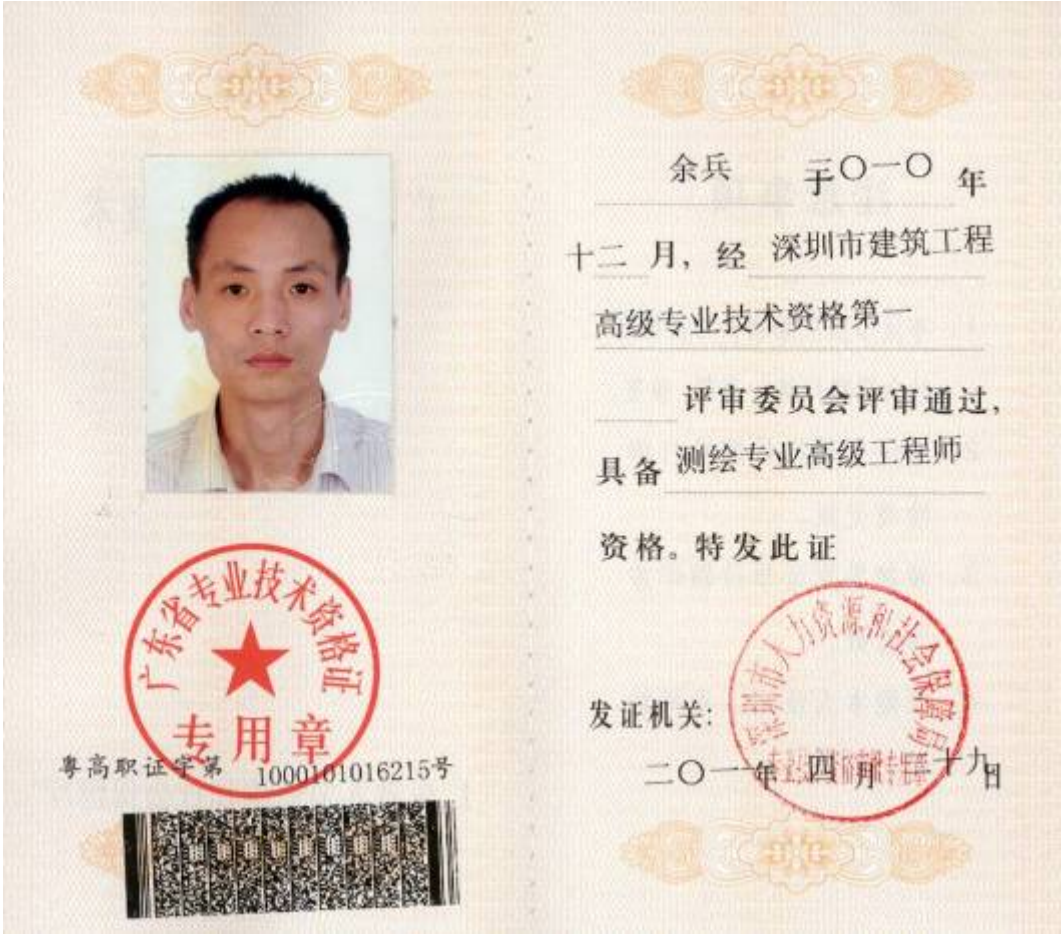 广东省专业技术资格证
专用章
粤高职证字第 1000101016215号
余兵 于二〇一〇年
十二月，经 深圳市建筑工程
高级专业技术资格第一
评审委员会评审通过，
具备 测绘专业高级工程师
资格。特发此证
深圳市人力资源和社会保障局
发证机关：
二〇一一年 四月 十九日